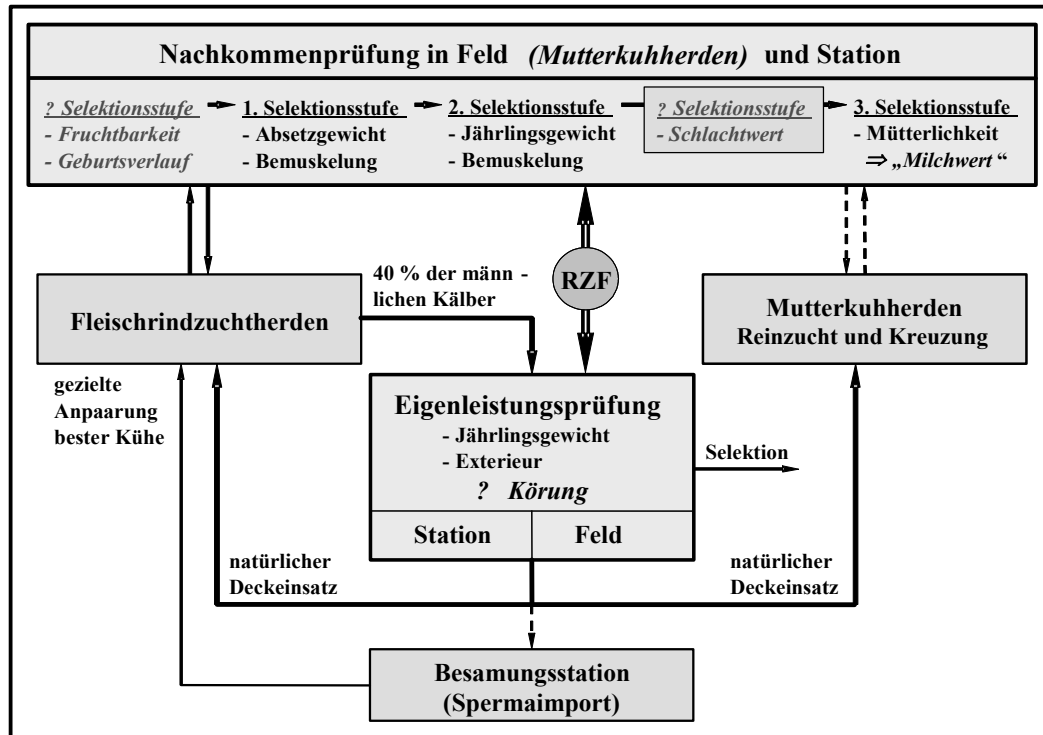 Nachkommenprüfung in Feld (Mutterkuhherden) und Station
? Selektionsstufe
- Fruchtbarkeit
- Geburtsverlauf
1. Selektionsstufe
- Absetzgewicht
- Bemuskelung
2. Selektionsstufe
- Jährlingsgewicht
- Bemuskelung
? Selektionsstufe
- Schlachtwert
3. Selektionsstufe
- Mütterlichkeit
⇒ „Milchwert“
40 % der männ -
lichen Kälber
RZF
Fleischrindzuchtherden
Mutterkuhherden
Reinzucht und Kreuzung
gezielte
Anpaarung
bester Kühe
Eigenleistungsprüfung
- Jährlingsgewicht
- Exterieur
? Körung
Station
Feld
Selektion
natürlicher
Deckeinsatz
natürlicher
Deckeinsatz
Besamungsstation
(Spermaimport)